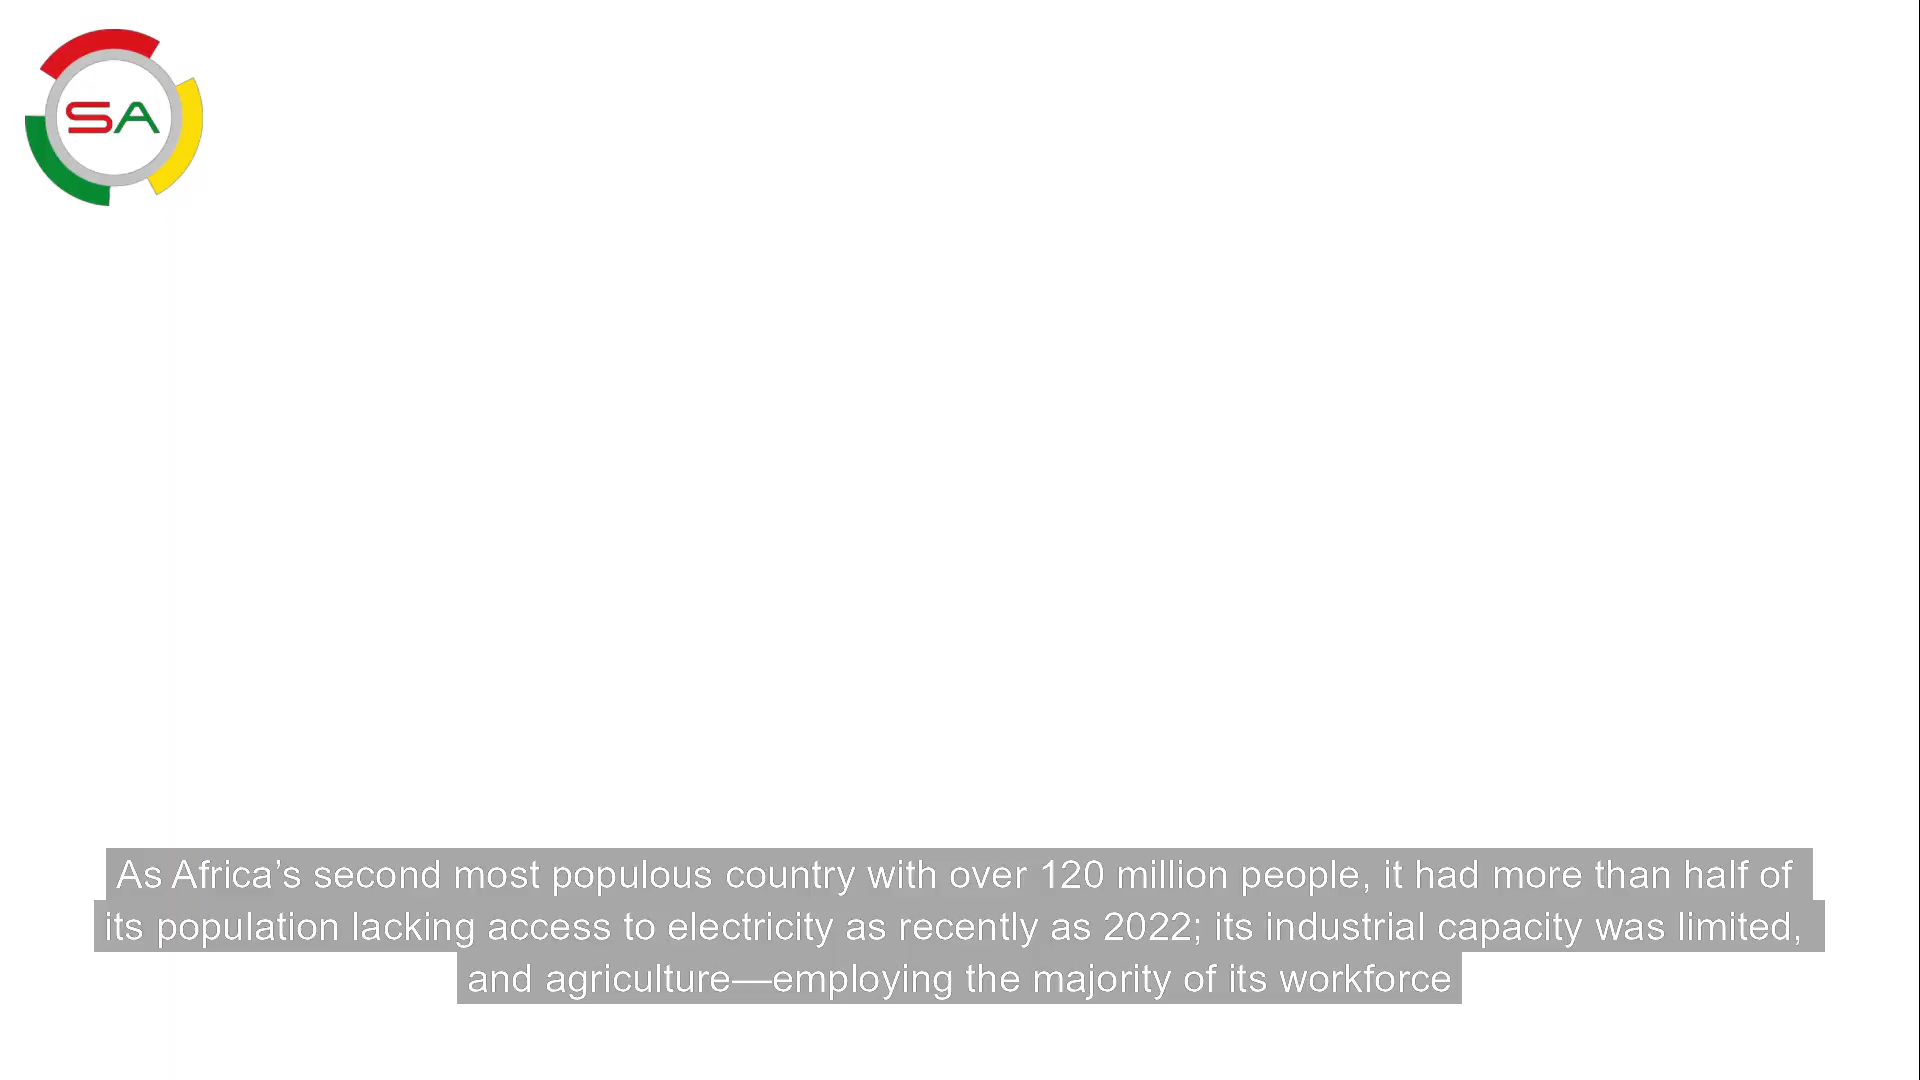 SA
As Africa’s second most populous country with over 120 million people, it had more than half of
its population lacking access to electricity as recently as 2022; its industrial capacity was limited,
and agriculture—employing the majority of its workforce